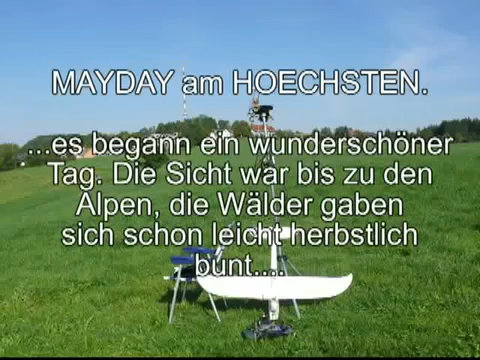 MAYDAY am HOECHSTEN.
....es begann ein wunderschöner
Tag. Die Sicht war bis zu den
Alpen, die Wälder gaben
sich schon leicht herbstlich
bunt....